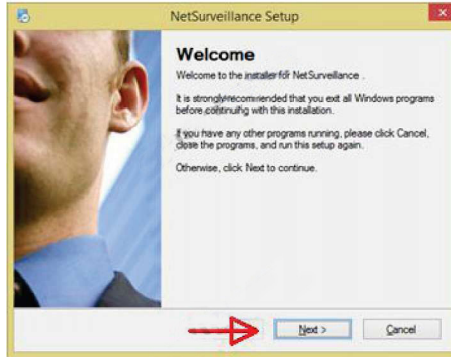 NetSurveillance Setup
Welcome
Welcome to the installer for NetSurveillance .
It is strongly recommended that you exit all Windows programs
before continuing with this installation.
If you have any other programs running, please click Cancel,
close the programs, and run this setup again.
Otherwise, click Next to continue.
Next >
Cancel